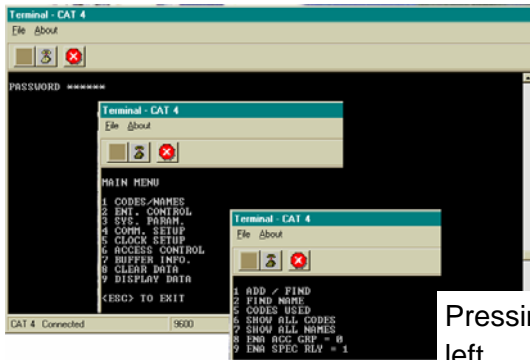 Terminal - CAT 4
File About
PASSWORD ******
Terminal - CAT 4
File About
MAIN MENU
1 CODES/NAMES
2 ENT. CONTROL
3 SYS. PARAM.
4 COMM. SETUP
5 CLOCK SETUP
6 ACCESS CONTROL
7 BUFFER INFO.
8 CLEAR DATA
9 DISPLAY DATA
<ESC> TO EXIT
CAT 4 Connected 9600
Terminal - CAT 4
File About
1 ADD / FIND
2 FIND NAME
5 CODES USED
6 SHOW ALL CODES
7 SHOW ALL NAMES
8 ENA ACC GRP = 0
9 ENA SPEC RLY = 1
Pressin
left